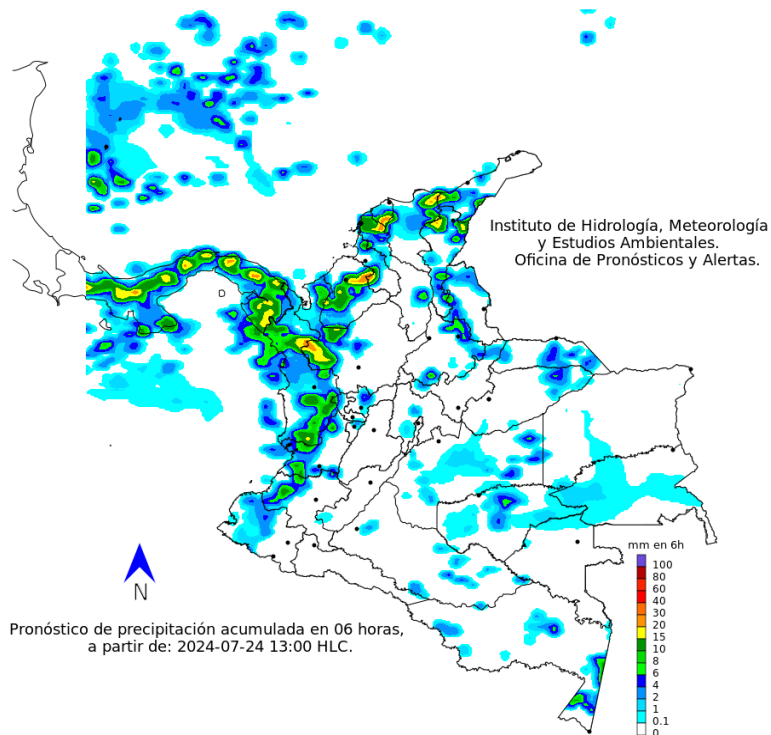 Instituto de Hidrología, Meteorología
y Estudios Ambientales.
Oficina de Pronósticos y Alertas.
D
mm en 6h
100
80
60
40
30
20
15
10
8
6
4
2
1
0.1
0
N
Pronóstico de precipitación acumulada en 06 horas,
a partir de: 2024-07-24 13:00 HLC.